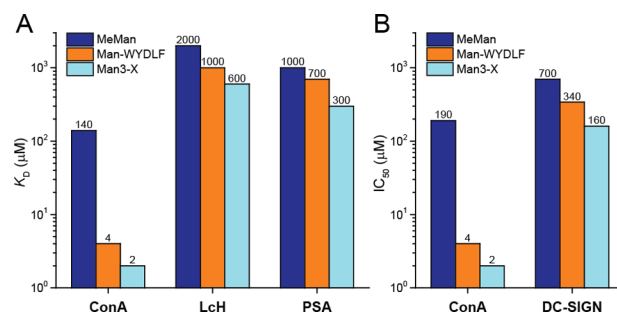 A
MeMan
Man-WYDLF
Man3-X
K_D (μM)
10³
10²
10¹
10⁰
140
4
2
2000
1000
600
1000
700
300
ConA LcH PSA
B
MeMan
Man-WYDLF
Man3-X
IC₅₀ (μM)
10³
10²
10¹
10⁰
190
4
2
700
340
160
ConA DC-SIGN